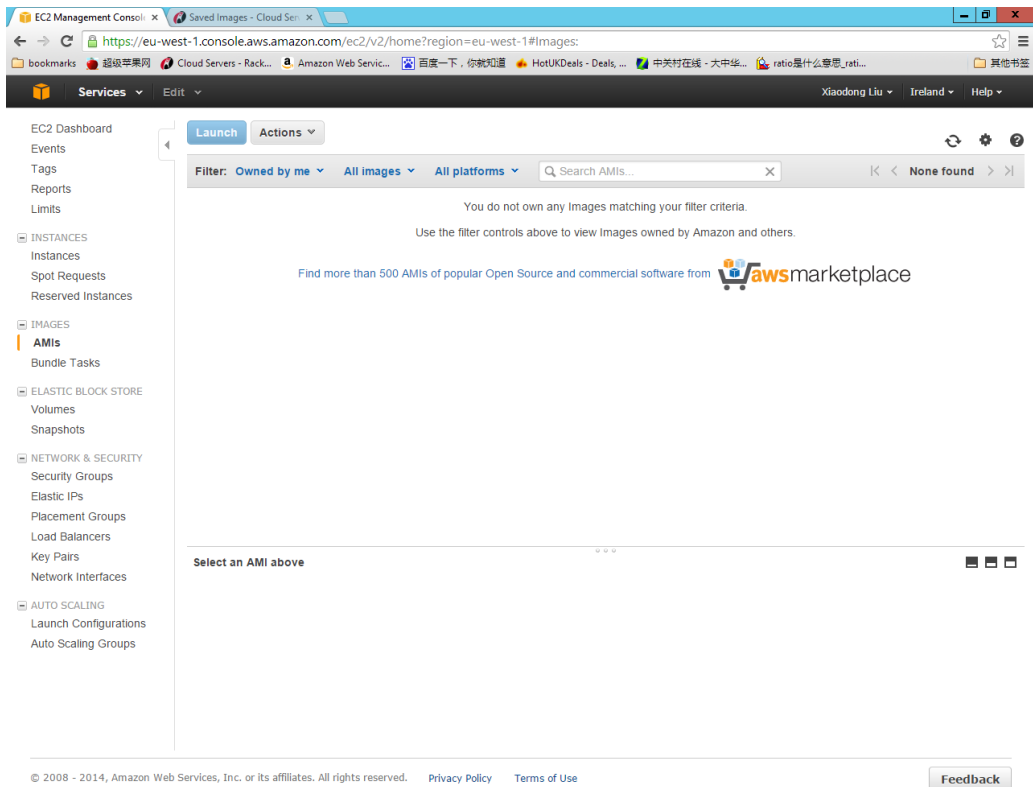 EC2 Management Consol
Saved Images - Cloud Ser
https://eu-west-1.console.aws.amazon.com/ec2/v2/home?region=eu-west-1#Images:
bookmarks 超级苹果网 Cloud Servers - Rack... Amazon Web Servic... 百度一下，你就知道 HotUKDeals - Deals, ... 中关村在线 - 大中华... ratio是什么意思_rati... 其他书签
Services Edit Xiaodong Liu Ireland Help
EC2 Dashboard
Events
Tags
Reports
Limits
INSTANCES
Instances
Spot Requests
Reserved Instances
IMAGES
AMIs
Bundle Tasks
ELASTIC BLOCK STORE
Volumes
Snapshots
NETWORK & SECURITY
Security Groups
Elastic IPs
Placement Groups
Load Balancers
Key Pairs
Network Interfaces
AUTO SCALING
Launch Configurations
Auto Scaling Groups
Launch Actions
Filter: Owned by me All images All platforms Search AMIs... None found
You do not own any Images matching your filter criteria.
Use the filter controls above to view Images owned by Amazon and others.
Find more than 500 AMIs of popular Open Source and commercial software from awsmarketplace
Select an AMI above
© 2008 - 2014, Amazon Web Services, Inc. or its affiliates. All rights reserved. Privacy Policy Terms of Use Feedback